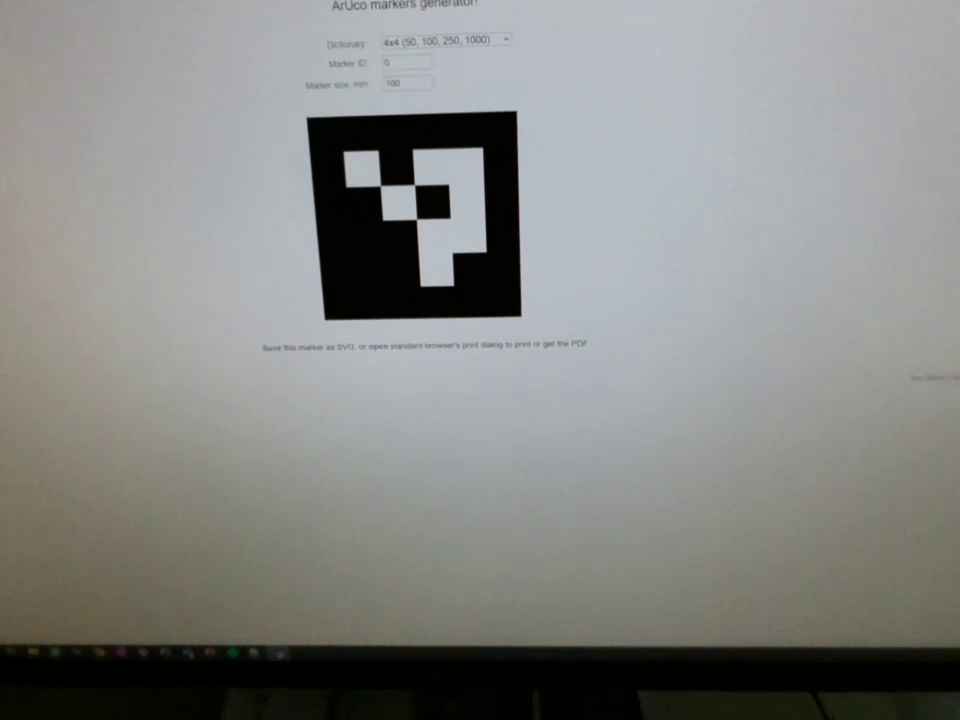 ArUco markers generator!
Dictionary: 4x4 (50, 100, 250, 1000)
Marker ID: 0
Marker size, mm: 100
Save this marker as SVG, or open standard browser's print dialog to print or get the PDF.